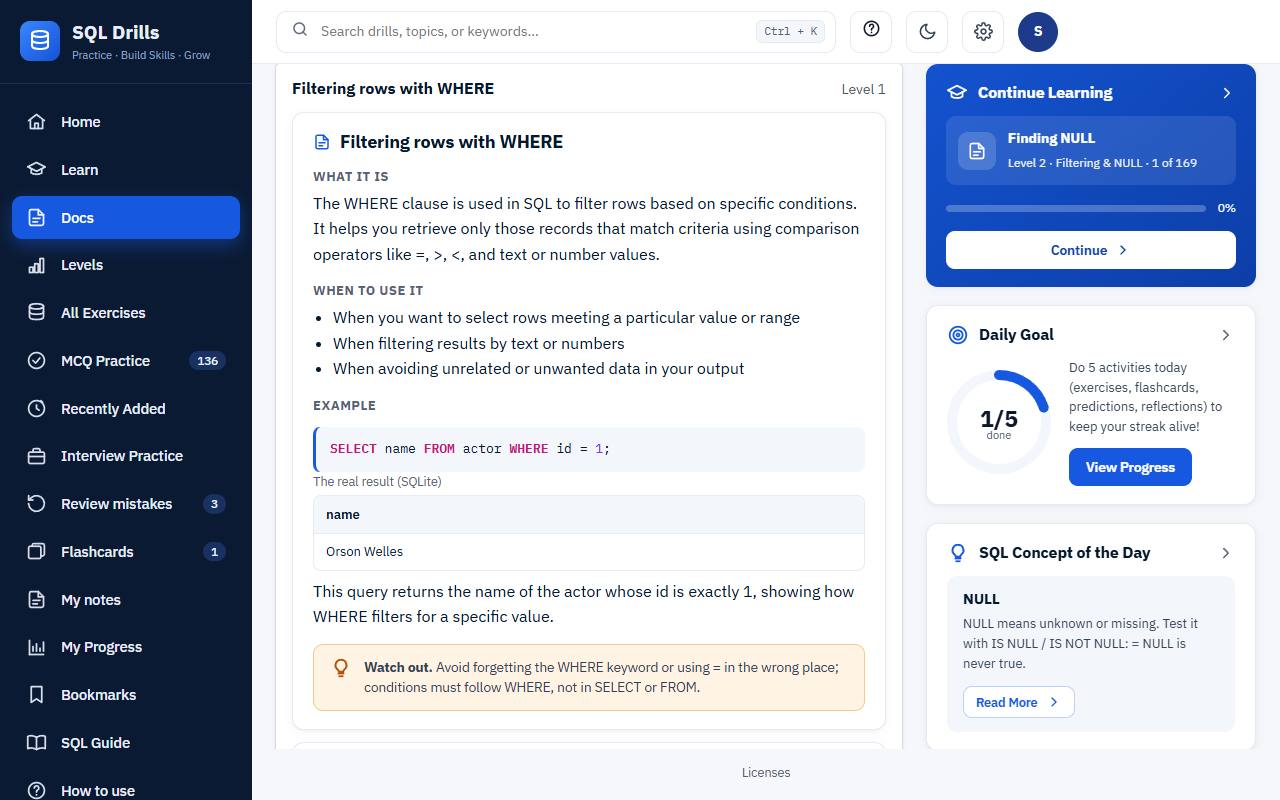 SQL Drills
Practice · Build Skills · Grow
Home
Learn
Docs
Levels
All Exercises
MCQ Practice 136
Recently Added
Interview Practice
Review mistakes 3
Flashcards 1
My notes
My Progress
Bookmarks
SQL Guide
How to use
Search drills, topics, or keywords... Ctrl + K
S
Filtering rows with WHERE Level 1
Filtering rows with WHERE
WHAT IT IS
The WHERE clause is used in SQL to filter rows based on specific conditions.
It helps you retrieve only those records that match criteria using comparison
operators like =, >, <, and text or number values.
WHEN TO USE IT
• When you want to select rows meeting a particular value or range
• When filtering results by text or numbers
• When avoiding unrelated or unwanted data in your output
EXAMPLE
SELECT name FROM actor WHERE id = 1;
The real result (SQLite)
name
Orson Welles
This query returns the name of the actor whose id is exactly 1, showing how
WHERE filters for a specific value.
Watch out. Avoid forgetting the WHERE keyword or using = in the wrong place;
conditions must follow WHERE, not in SELECT or FROM.
Continue Learning
Finding NULL
Level 2 · Filtering & NULL · 1 of 169
0%
Continue
Daily Goal
1/5
done
Do 5 activities today
(exercises, flashcards,
predictions, reflections) to
keep your streak alive!
View Progress
SQL Concept of the Day
NULL
NULL means unknown or missing. Test it
with IS NULL / IS NOT NULL: = NULL is
never true.
Read More
Licenses